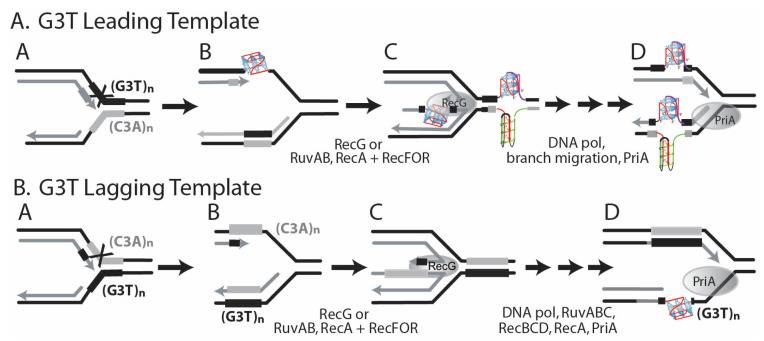 A. G3T Leading Template
A B C D
(G3T)n
(C3A)n
RecG
PriA
RecG or
RuvAB, RecA + RecFOR
DNA pol,
branch migration, PriA
B. G3T Lagging Template
A B C D
(C3A)n
(G3T)n
(C3A)n
(G3T)n
RecG
PriA
(G3T)n
RecG or
RuvAB, RecA + RecFOR
DNA pol, RuvABC,
RecBCD, RecA, PriA